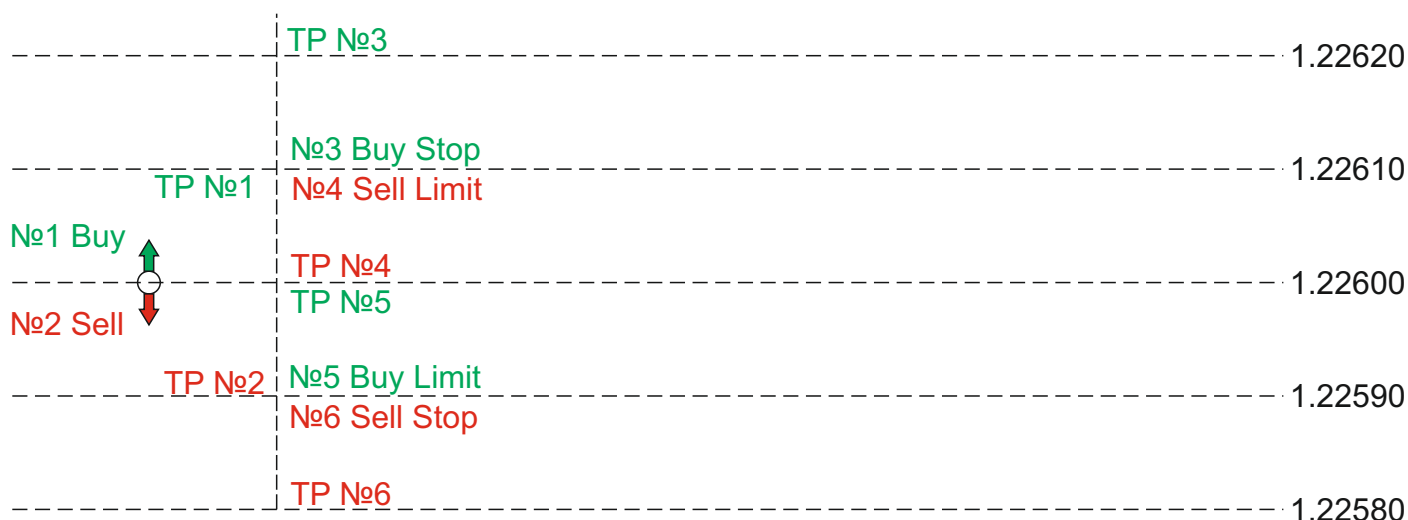 TP №3
1.22620
№3 Buy Stop
1.22610
TP №1
№4 Sell Limit
№1 Buy
TP №4
1.22600
TP №5
№2 Sell
TP №2
№5 Buy Limit
1.22590
№6 Sell Stop
TP №6
1.22580